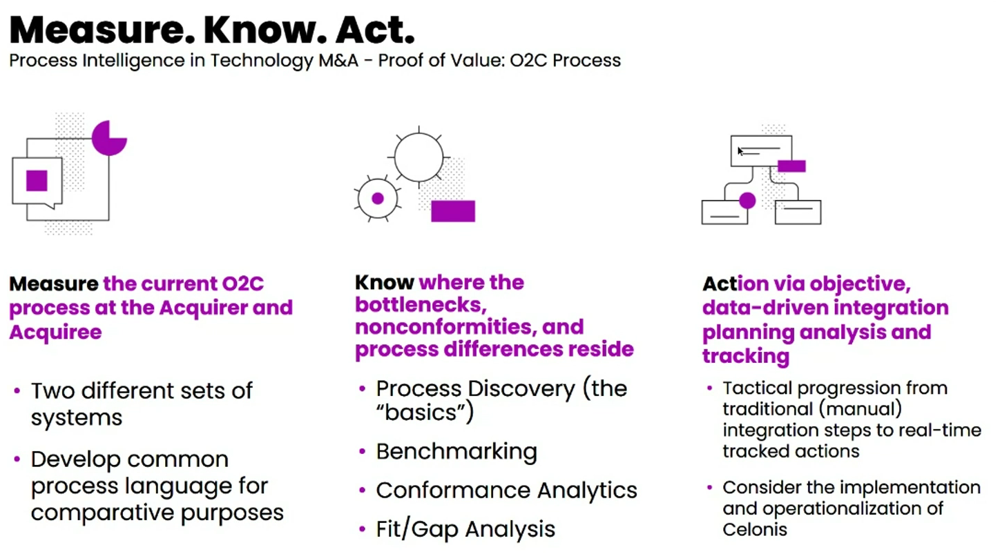 Measure. Know. Act.
Process Intelligence in Technology M&A – Proof of Value: O2C Process
Measure the current O2C
process at the Acquirer and
Acquiree
• Two different sets of
systems
• Develop common
process language for
comparative purposes
Know where the
bottlenecks,
nonconformities, and
process differences reside
• Process Discovery (the
“basics”)
• Benchmarking
• Conformance Analytics
• Fit/Gap Analysis
Action via objective,
data-driven integration
planning analysis and
tracking
• Tactical progression from
traditional (manual)
integration steps to real-time
tracked actions
• Consider the implementation
and operationalization of
Celonis